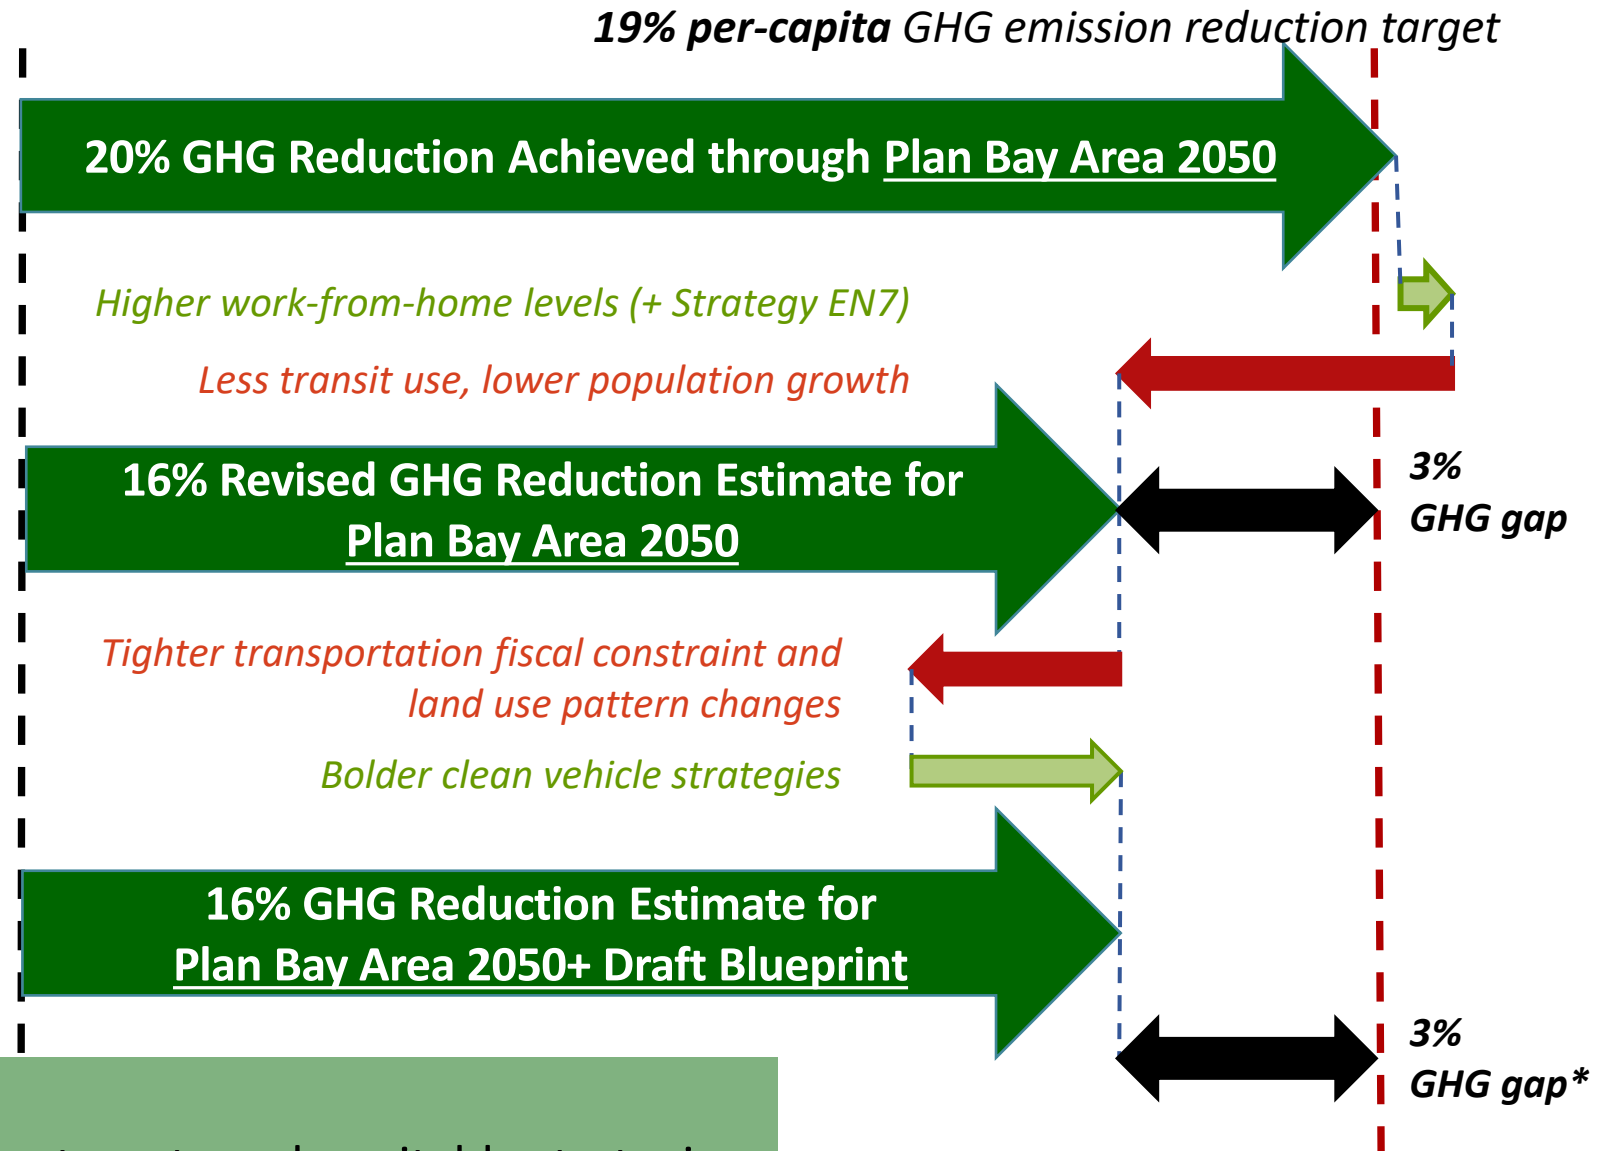 19% per-capita GHG emission reduction target
20% GHG Reduction Achieved through Plan Bay Area 2050
Higher work-from-home levels (+ Strategy EN7)
Less transit use, lower population growth
16% Revised GHG Reduction Estimate for
Plan Bay Area 2050
3%
GHG gap
Tighter transportation fiscal constraint and
land use pattern changes
Bolder clean vehicle strategies
16% GHG Reduction Estimate for
Plan Bay Area 2050+ Draft Blueprint
3%
GHG gap*